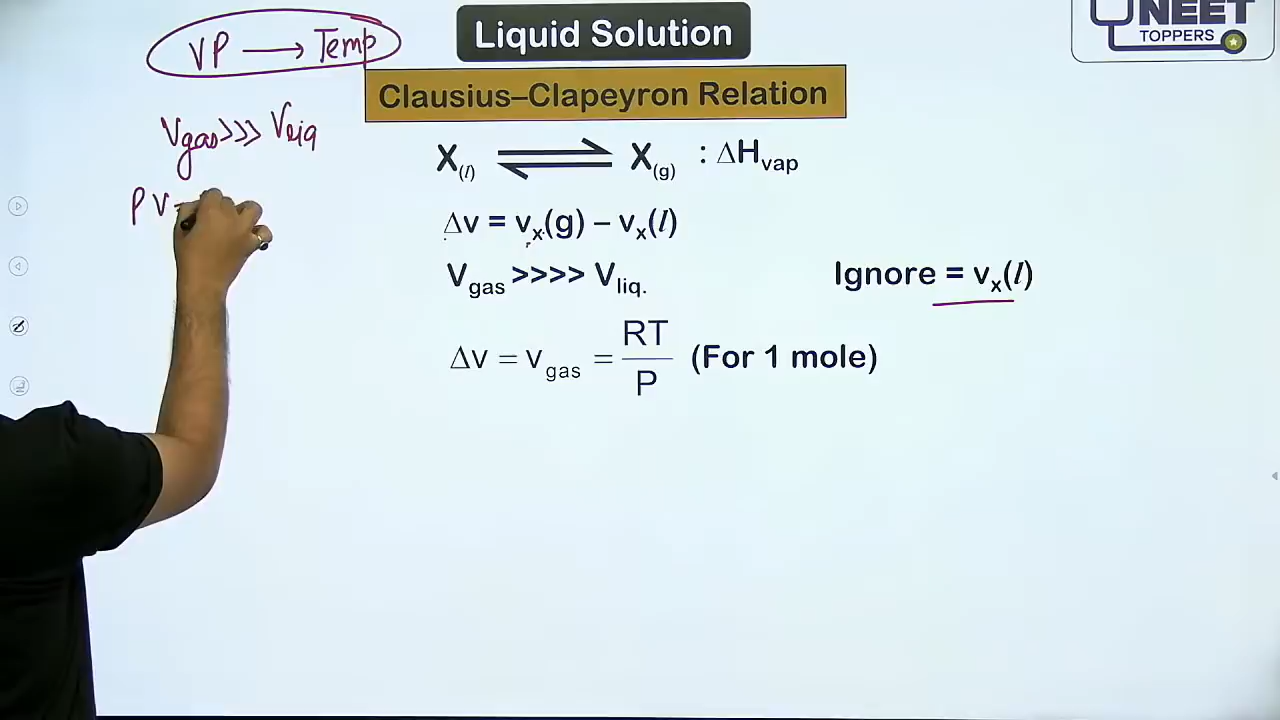 VP → Temp
Liquid Solution
NEET
TOPPERS
Clausius–Clapeyron Relation
Vgas >>> Vliq
X(l) ⇌ X(g) : ΔHvap
PV =
Δv = vx(g) – vx(l)
Vgas >>>> Vliq. Ignore = vx(l)
Δv = vgas = RT/P (For 1 mole)